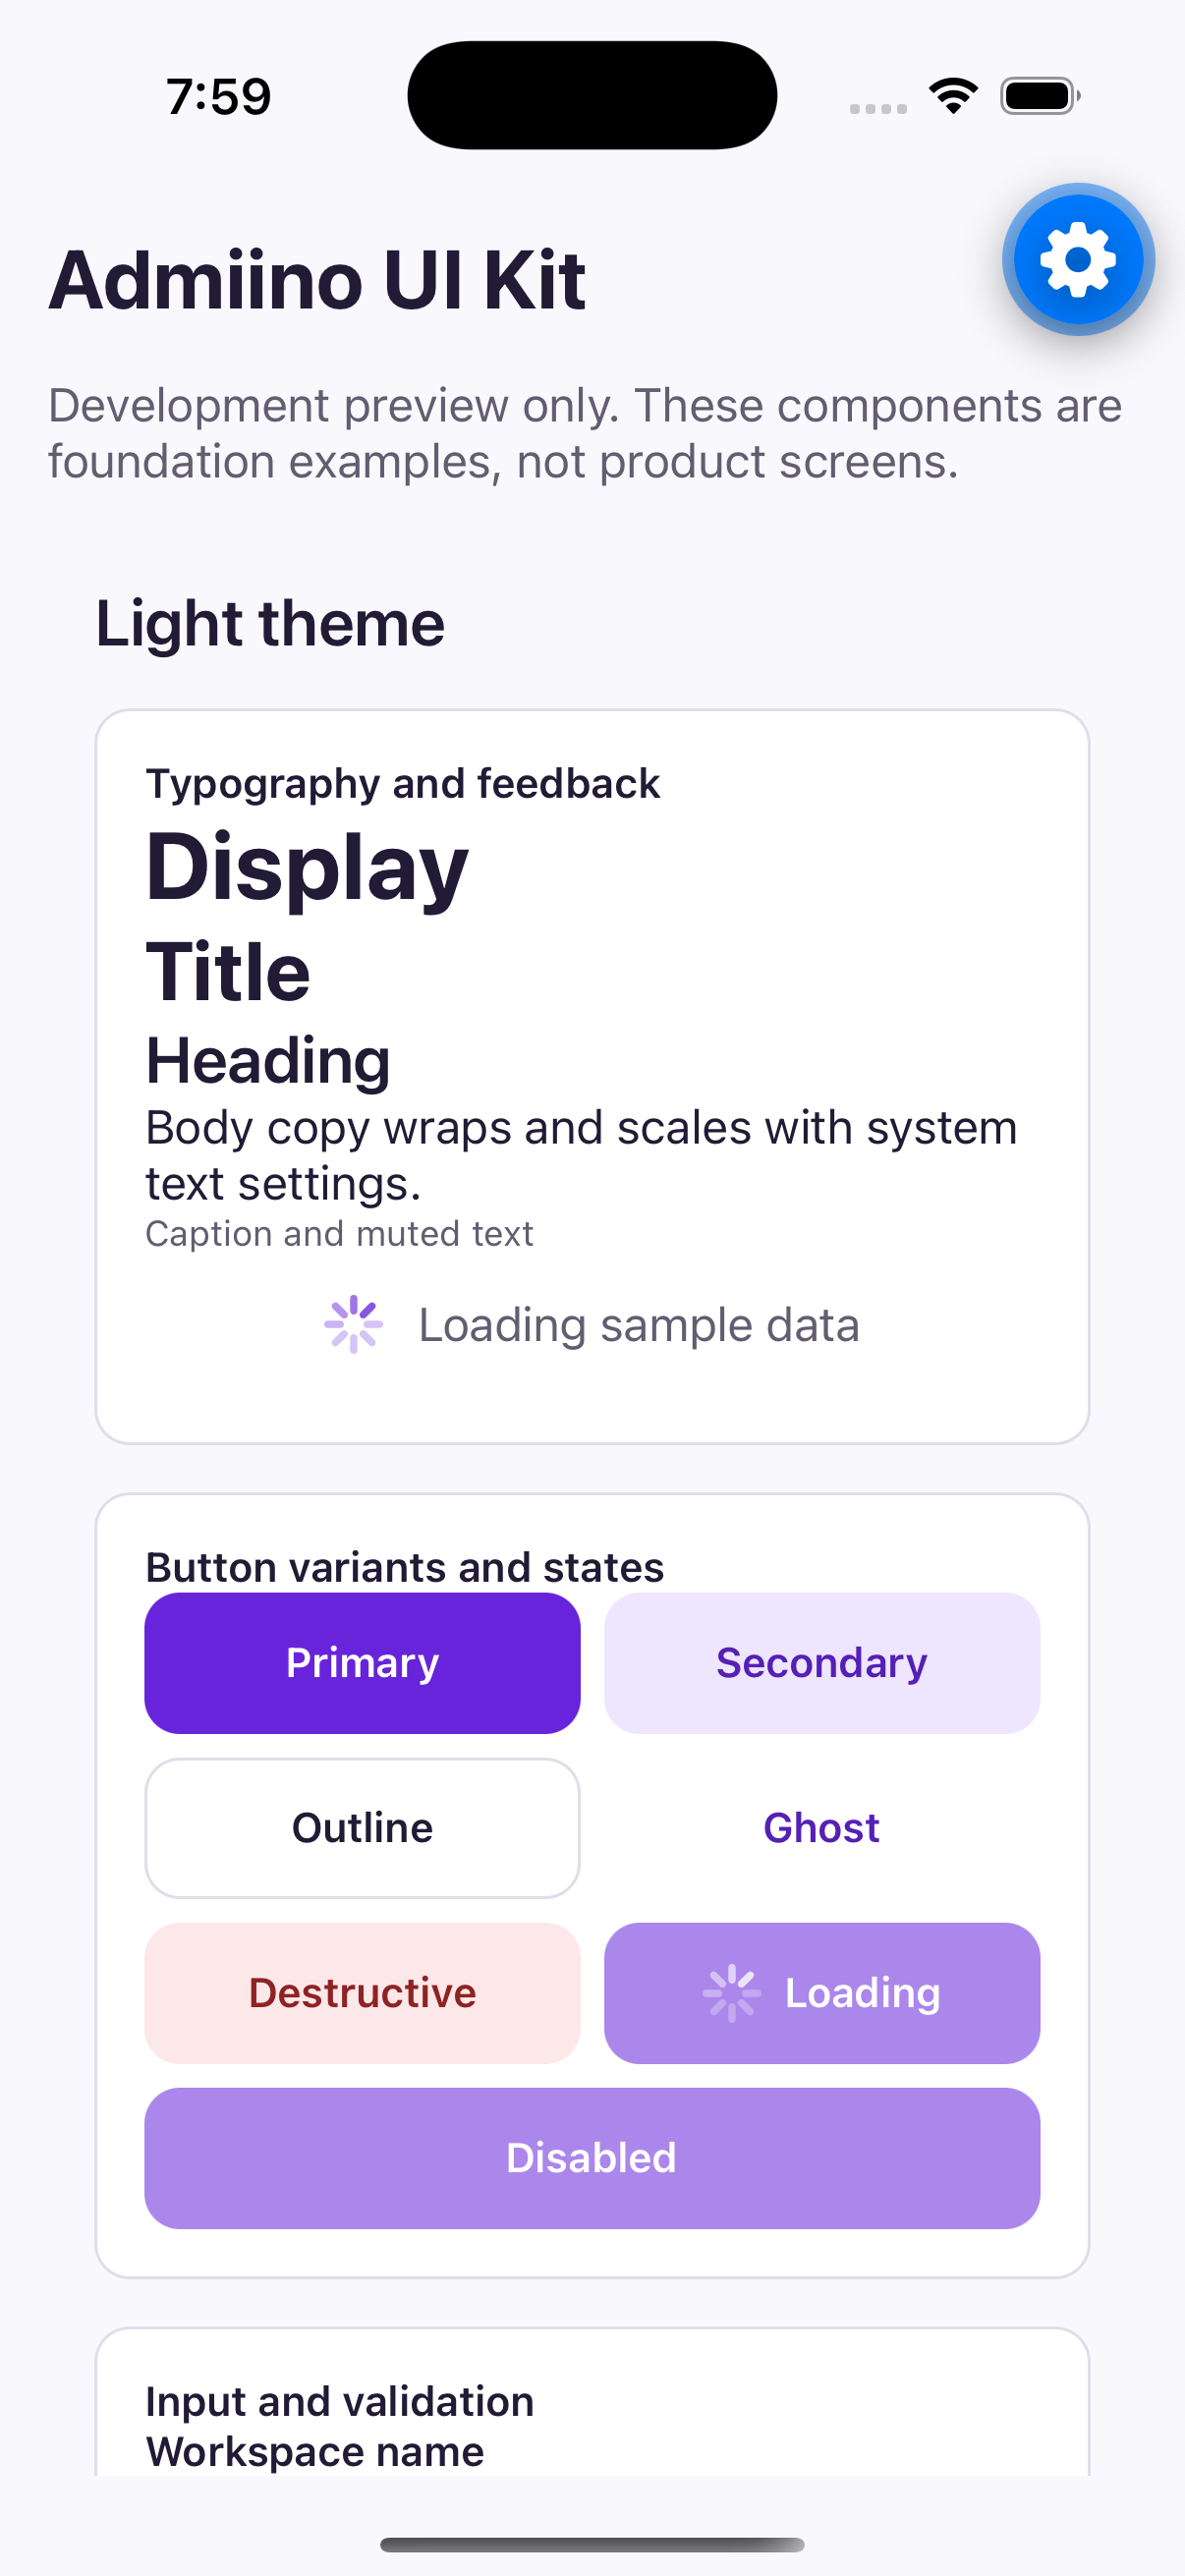 7:59
Admiino UI Kit
Development preview only. These components are
foundation examples, not product screens.
Light theme
Typography and feedback
Display
Title
Heading
Body copy wraps and scales with system
text settings.
Caption and muted text
Loading sample data
Button variants and states
Primary
Secondary
Outline
Ghost
Destructive
Loading
Disabled
Input and validation
Workspace name